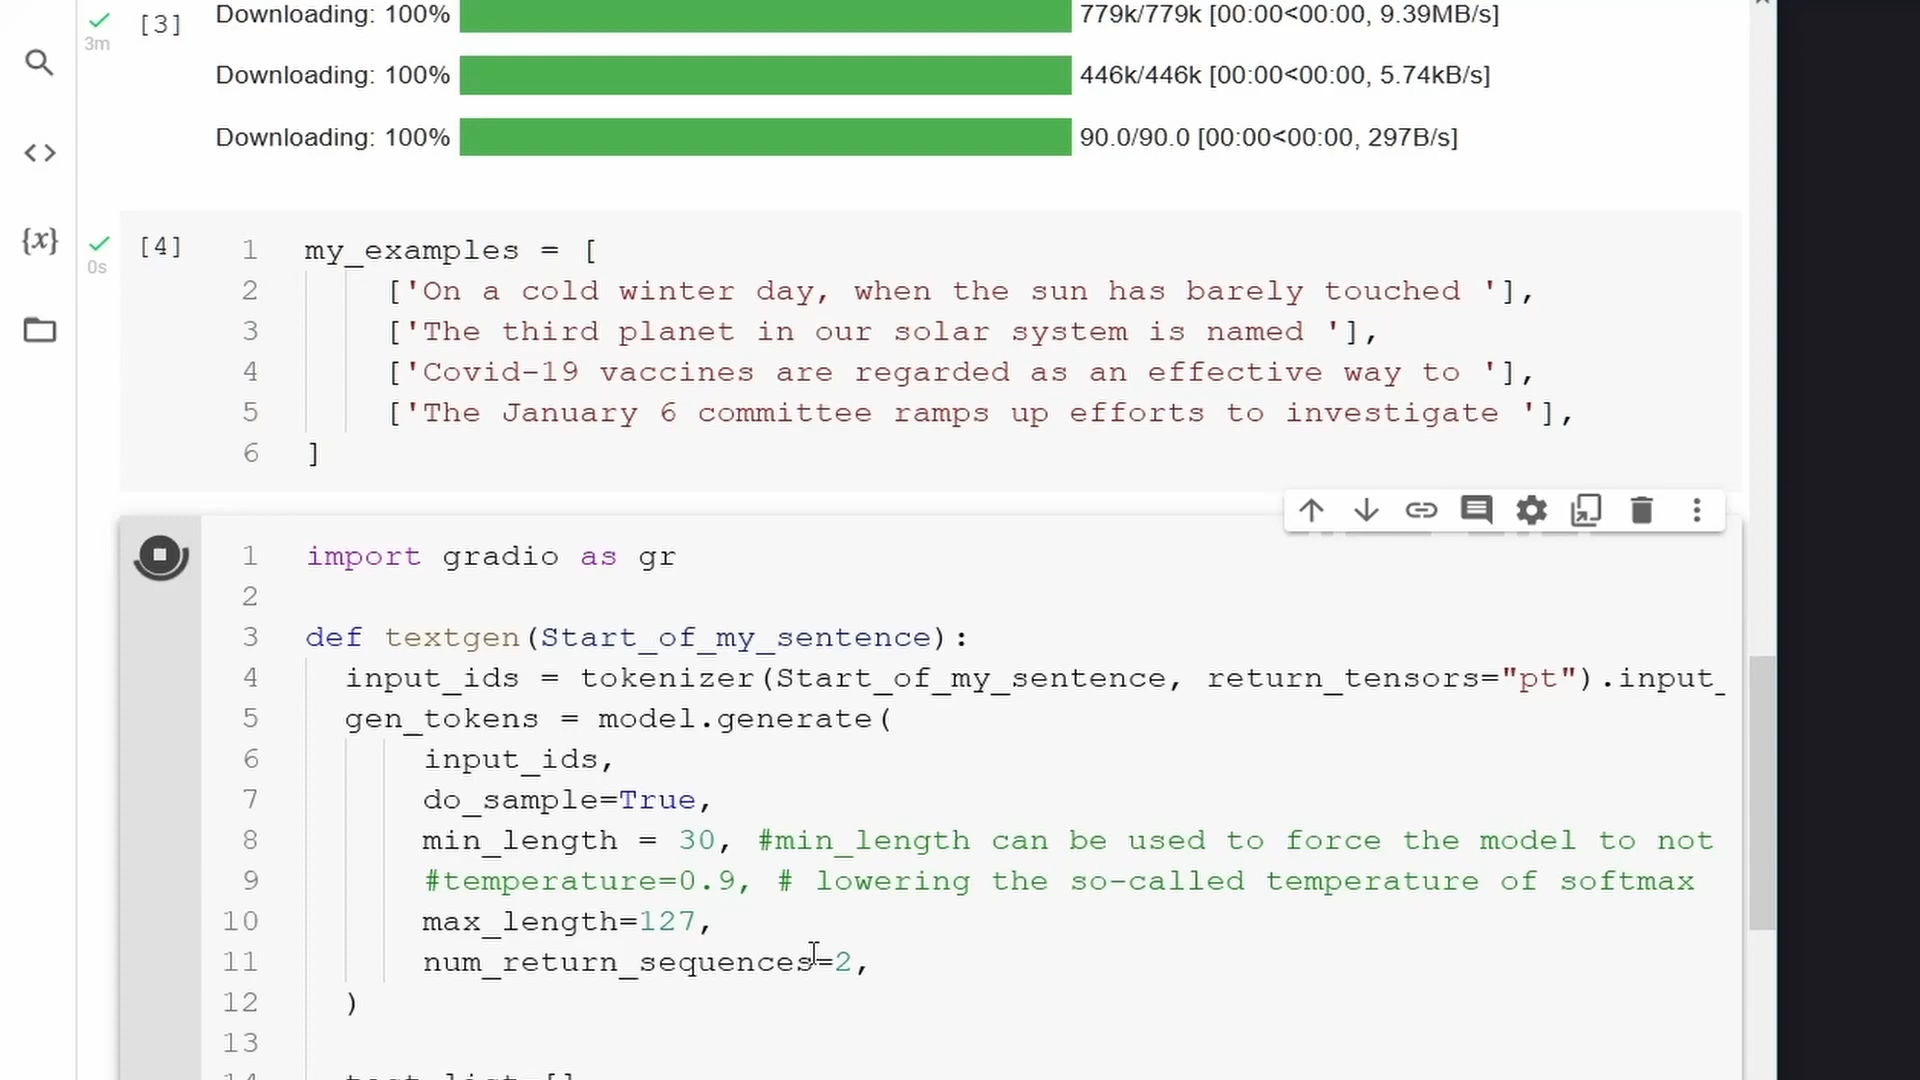 [3] Downloading: 100% 779k/779k [00:00<00:00, 9.39MB/s]
3m
Downloading: 100% 446k/446k [00:00<00:00, 5.74kB/s]
Downloading: 100% 90.0/90.0 [00:00<00:00, 297B/s]
{x}
[4] 1 my_examples = [
0s
2 ['On a cold winter day, when the sun has barely touched '],
3 ['The third planet in our solar system is named '],
4 ['Covid-19 vaccines are regarded as an effective way to '],
5 ['The January 6 committee ramps up efforts to investigate '],
6 ]
1 import gradio as gr
2
3 def textgen(Start_of_my_sentence):
4 input_ids = tokenizer(Start_of_my_sentence, return_tensors="pt").input_
5 gen_tokens = model.generate(
6 input_ids,
7 do_sample=True,
8 min_length = 30, #min_length can be used to force the model to not
9 #temperature=0.9, # lowering the so-called temperature of softmax
10 max_length=127,
11 num_return_sequences=2,
12 )
13